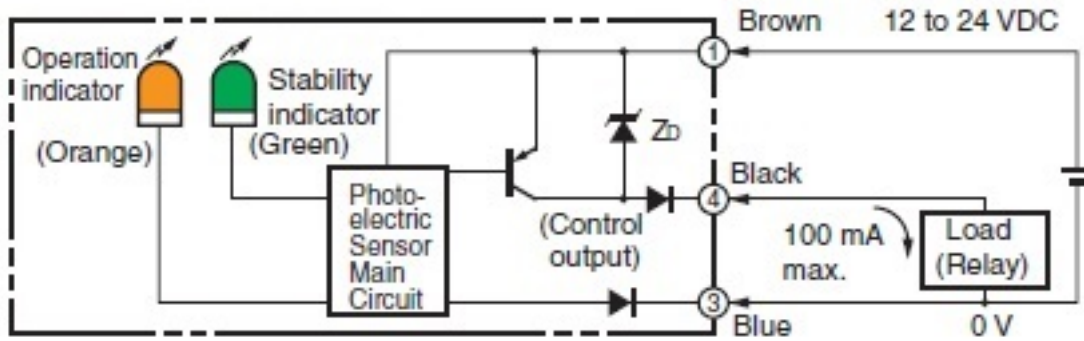 Operation
indicator
(Orange)
Stability
indicator
(Green)
Photo-
electric
Sensor
Main
Circuit
ZD
(Control
output)
1
Brown
12 to 24 VDC
4
Black
100 mA
max.
Load
(Relay)
3
Blue
0 V